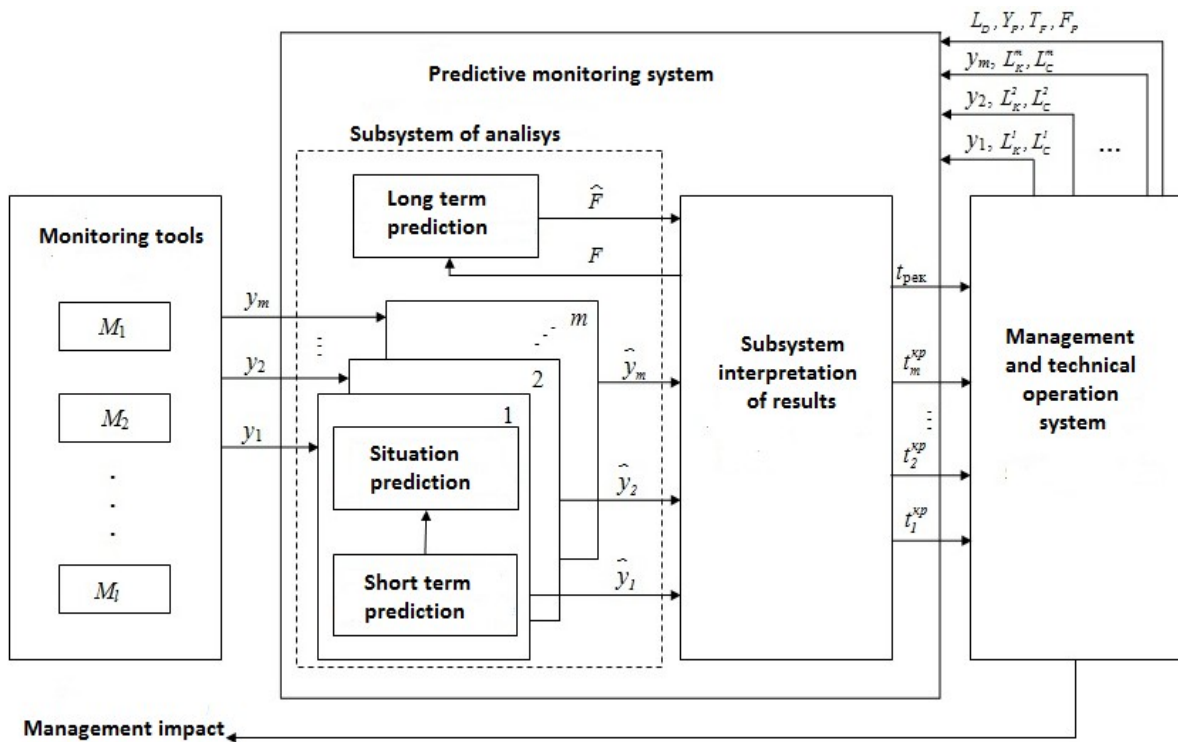 L_D, Y_P, T_F, F_P
y_m, L_K^m, L_C^m
Predictive monitoring system
y_2, L_K^2, L_C^2
Subsystem of analisys
y_1, L_K^1, L_C^1
...
Long term
prediction
F̂
Monitoring tools
F
t_рек
y_m
m
M_1
Management
and technical
operation
system
Subsystem
interpretation
of results
ŷ_m
t_m^кр
y_2
2
M_2
1
y_1
Situation
prediction
ŷ_2
t_2^кр
t_1^кр
Short term
prediction
ŷ_1
M_l
Management impact